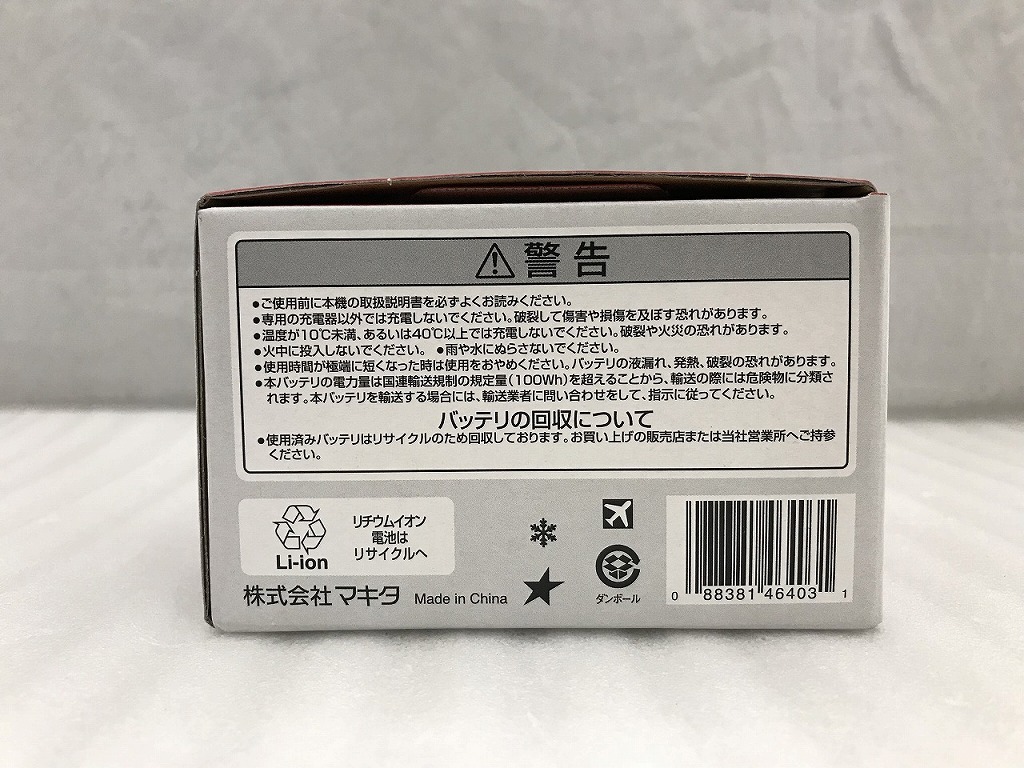 警告
●ご使用前に本機の取扱説明書を必ずよくお読みください。
●専用の充電器以外では充電しないでください。破裂して傷害や損傷を及ぼす恐れがあります。
●温度が10℃未満、あるいは40℃以上では充電しないでください。破裂や火災の恐れがあります。
●火中に投入しないでください。 ●雨や水にぬらさないでください。
●使用時間が極端に短くなった時は使用をおやめください。バッテリの液漏れ、発熱、破裂の恐れがあります。
●本バッテリの電力量は国連輸送規制の規定量(100Wh)を超えることから、輸送の際には危険物に分類さ
れます。本バッテリを輸送する場合には、輸送業者に問い合わせをして、指示に従ってください。
バッテリの回収について
●使用済みバッテリはリサイクルのため回収しております。お買い上げの販売店または当社営業所へご持参
ください。
リチウムイオン
電池は
リサイクルへ
Li-ion
株式会社マキタ Made in China
ダンボール
0 88381 46403 1